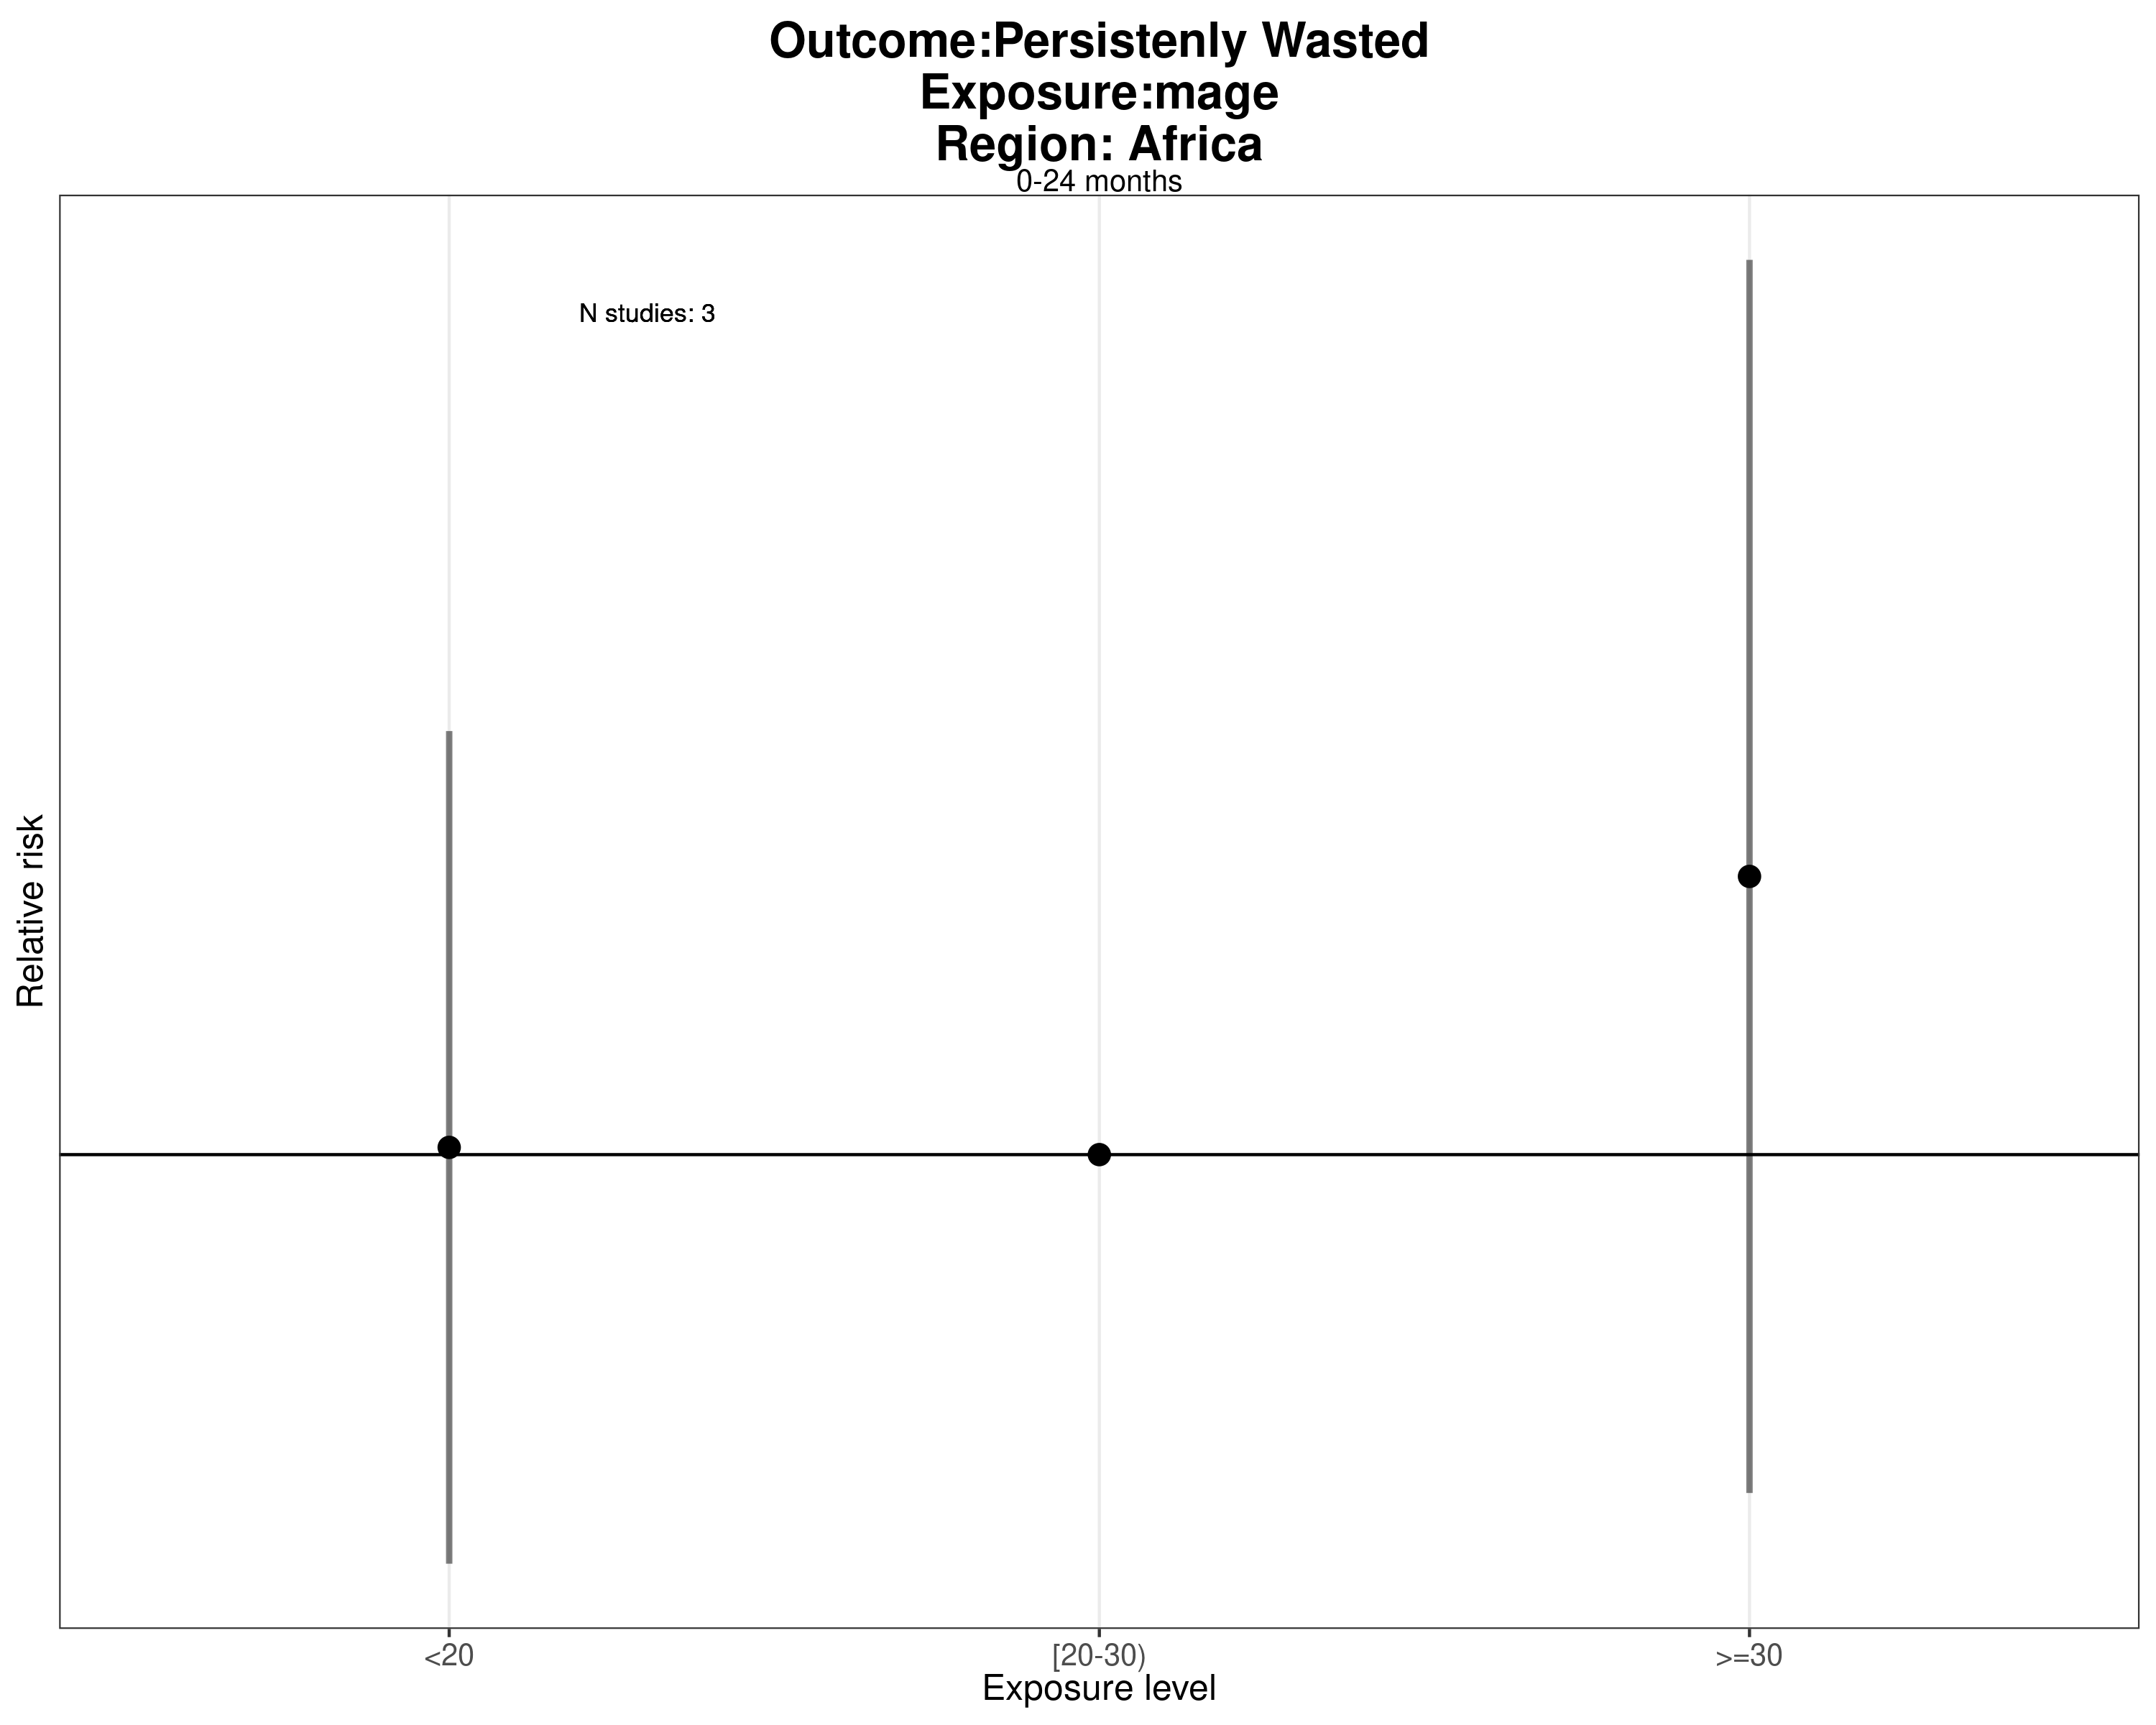 Outcome:Persistenly Wasted
Exposure:mage
Region: Africa
0-24 months
N studies: 3
Relative risk
<20
[20-30)
>=30
Exposure level